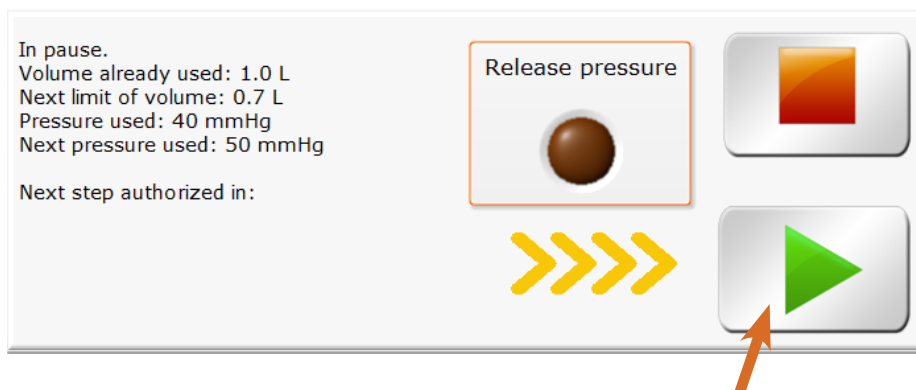 In pause.
Volume already used: 1.0 L
Next limit of volume: 0.7 L
Pressure used: 40 mmHg
Next pressure used: 50 mmHg
Next step authorized in:
Release pressure